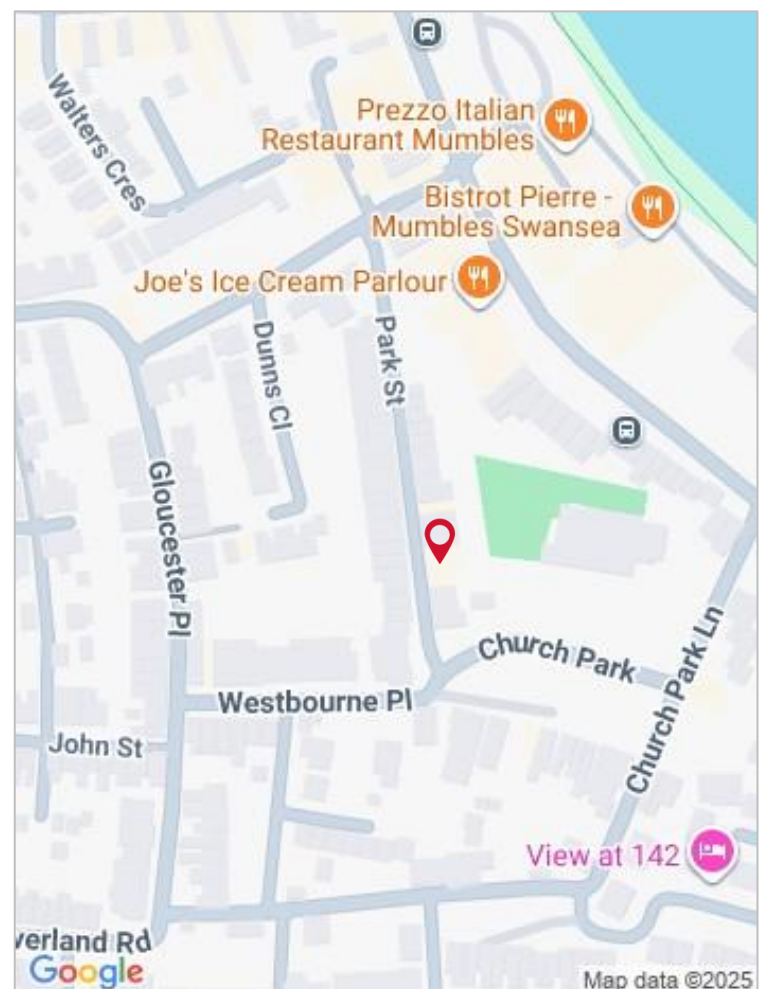 Walters Cres
Prezzo Italian
Restaurant Mumbles
Bistrot Pierre -
Mumbles Swansea
Joe's Ice Cream Parlour
Park St
Dunns Cl
Gloucester Pl
Church Park
Church Park Ln
Westbourne Pl
John St
View at 142
verland Rd
Google
Map data ©2025